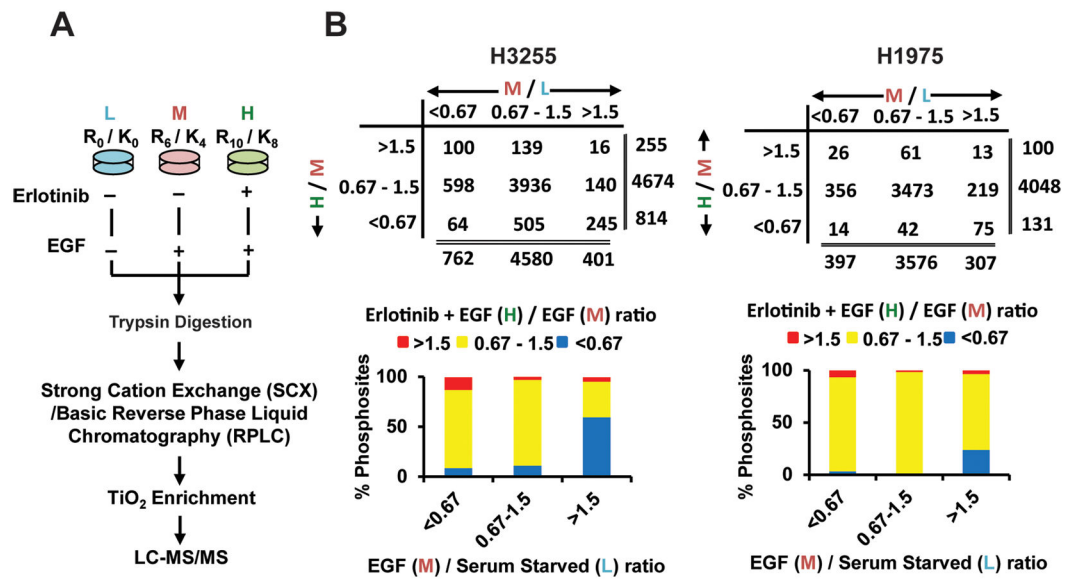 A
L M H
R0 / K0 R6 / K4 R10 / K8
Erlotinib – – +
EGF – + +
Trypsin Digestion
Strong Cation Exchange (SCX)
/Basic Reverse Phase Liquid
Chromatography (RPLC)
TiO2 Enrichment
LC-MS/MS
B
H3255
M / L
<0.67 0.67 - 1.5 >1.5
H / M
>1.5 100 139 16 255
0.67 - 1.5 598 3936 140 4674
<0.67 64 505 245 814
762 4580 401
H1975
M / L
<0.67 0.67 - 1.5 >1.5
H / M
>1.5 26 61 13 100
0.67 - 1.5 356 3473 219 4048
<0.67 14 42 75 131
397 3576 307
Erlotinib + EGF (H) / EGF (M) ratio
>1.5 0.67 - 1.5 <0.67
% Phosphosites
100
50
0
<0.67 0.67-1.5 >1.5
EGF (M) / Serum Starved (L) ratio
Erlotinib + EGF (H) / EGF (M) ratio
>1.5 0.67 - 1.5 <0.67
% Phosphosites
100
50
0
<0.67 0.67-1.5 >1.5
EGF (M) / Serum Starved (L) ratio